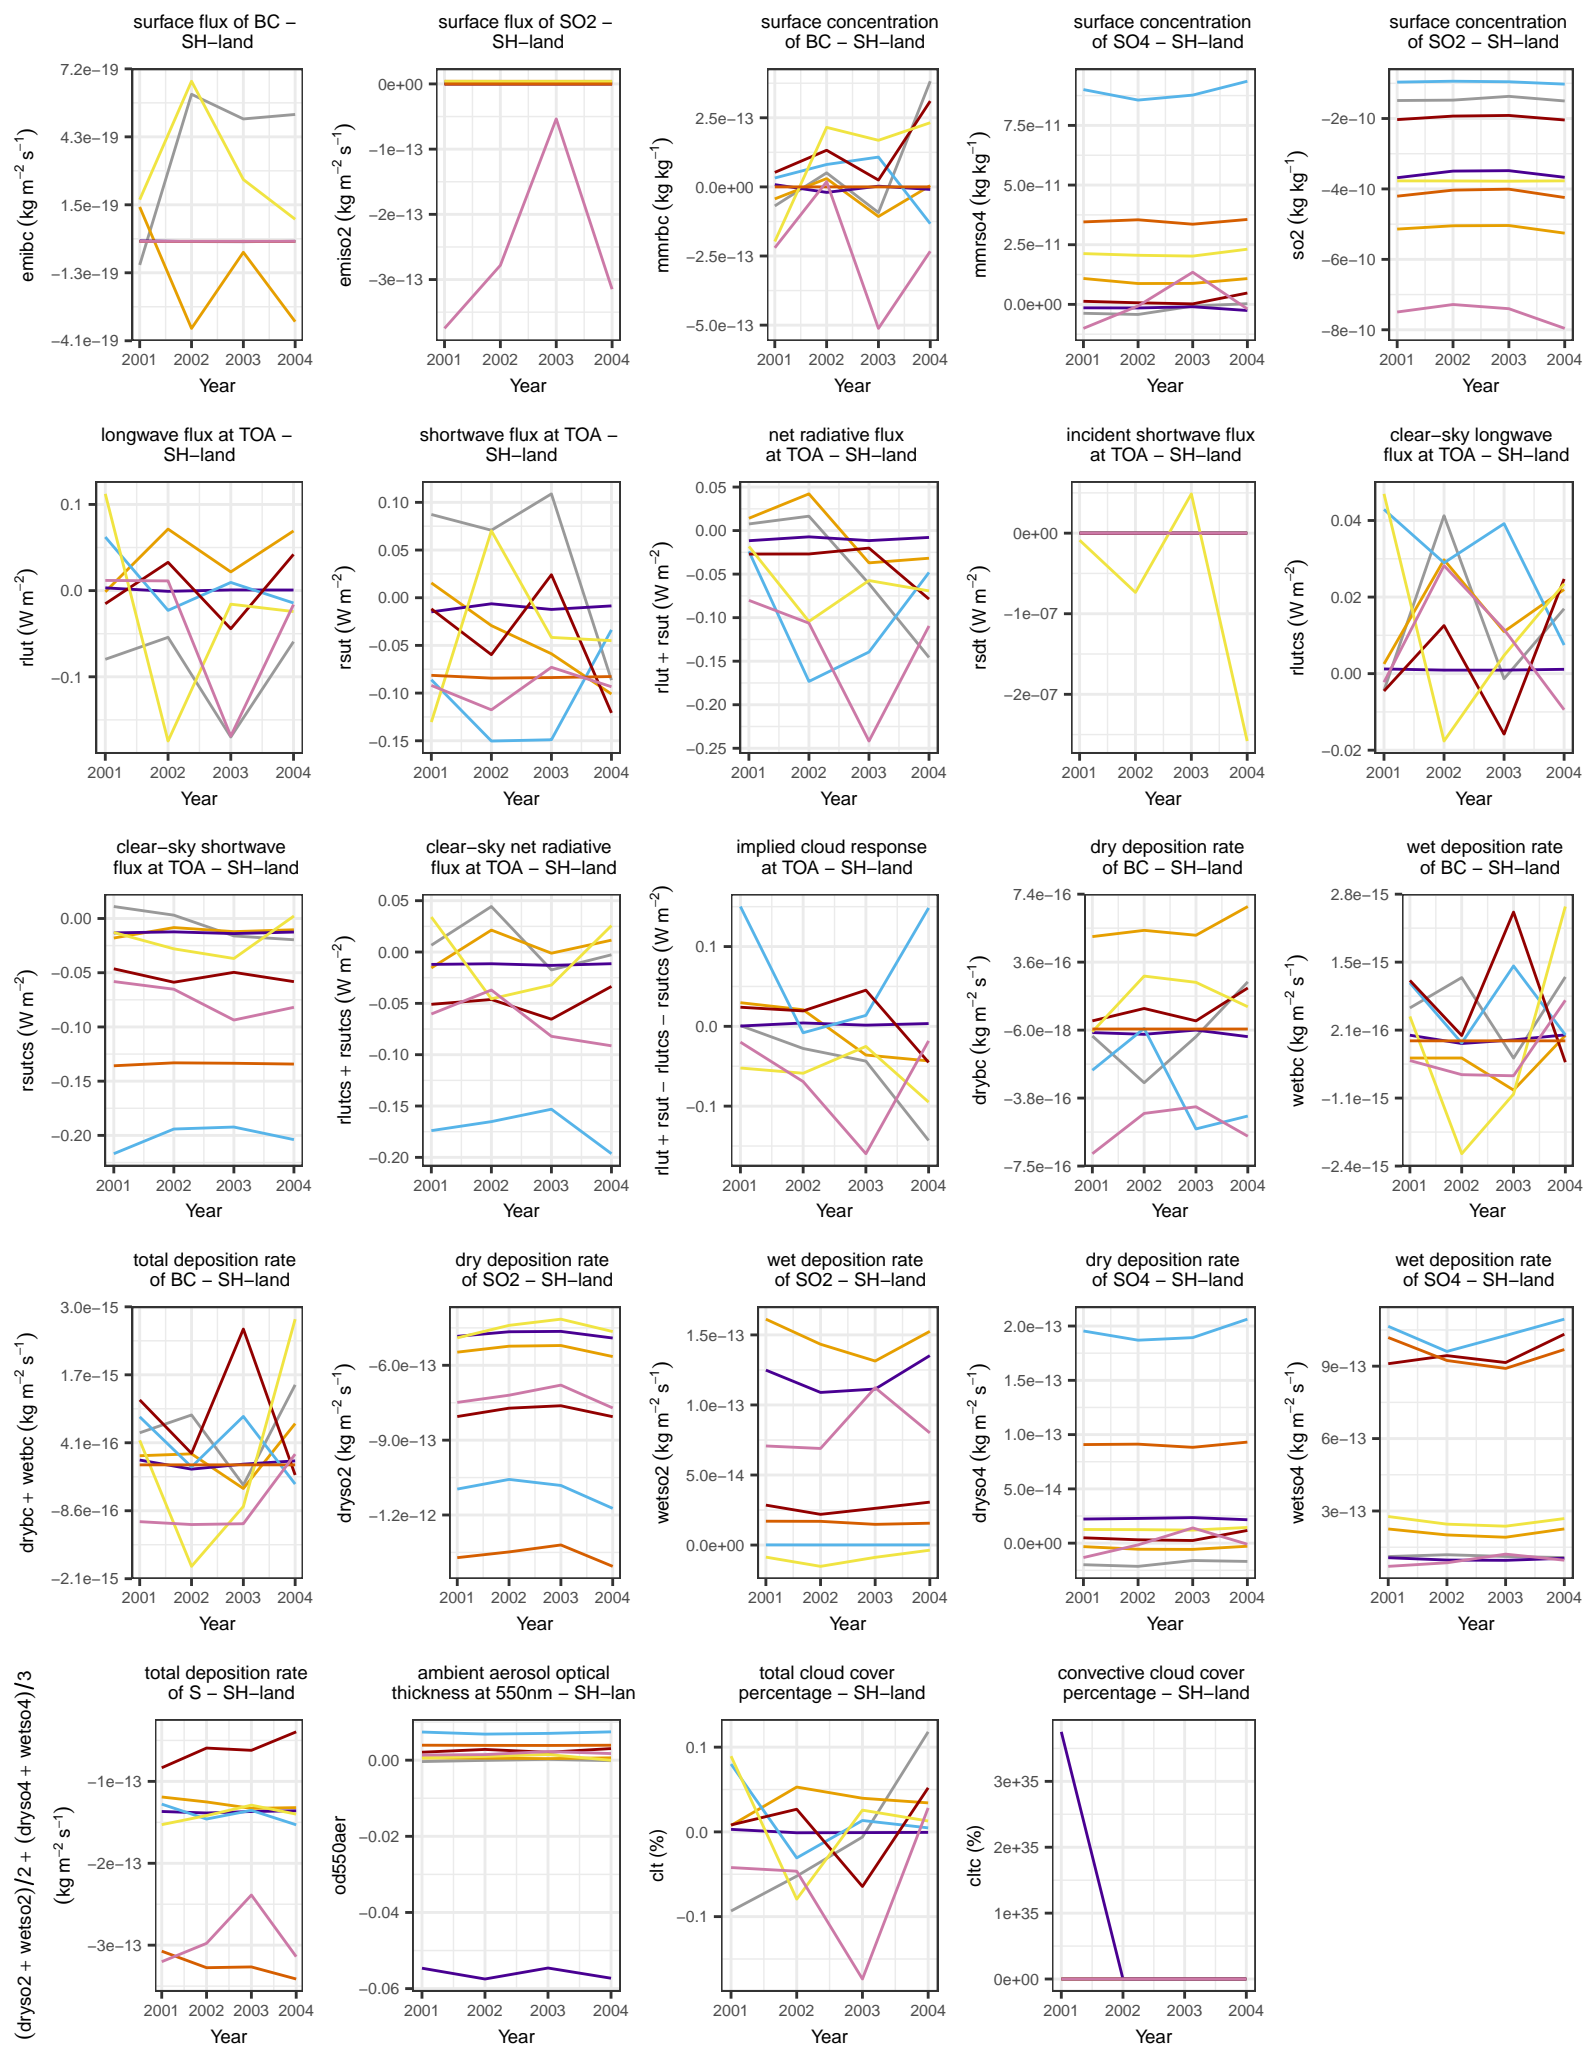 surface flux of BC –
SH–land
7.2e−19
4.3e−19
1.5e−19
−1.3e−19
−4.1e−19
emibc (kg m−2 s−1)
2001 2002 2003 2004
Year
surface flux of SO2 –
SH–land
0e+00
−1e−13
−2e−13
−3e−13
emiso2 (kg m−2 s−1)
2001 2002 2003 2004
Year
surface concentration
of BC – SH–land
2.5e−13
0.0e+00
−2.5e−13
−5.0e−13
mmrbc (kg kg−1)
2001 2002 2003 2004
Year
surface concentration
of SO4 – SH–land
7.5e−11
5.0e−11
2.5e−11
0.0e+00
mmrso4 (kg kg−1)
2001 2002 2003 2004
Year
surface concentration
of SO2 – SH–land
−2e−10
−4e−10
−6e−10
−8e−10
so2 (kg kg−1)
2001 2002 2003 2004
Year
longwave flux at TOA –
SH–land
0.1
0.0
−0.1
rlut (W m−2)
2001 2002 2003 2004
Year
shortwave flux at TOA –
SH–land
0.10
0.05
0.00
−0.05
−0.10
−0.15
rsut (W m−2)
2001 2002 2003 2004
Year
net radiative flux
at TOA – SH–land
0.05
0.00
−0.05
−0.10
−0.15
−0.20
−0.25
rlut + rsut (W m−2)
2001 2002 2003 2004
Year
incident shortwave flux
at TOA – SH–land
0e+00
−1e−07
−2e−07
rsdt (W m−2)
2001 2002 2003 2004
Year
clear–sky longwave
flux at TOA – SH–land
0.04
0.02
0.00
−0.02
rlutcs (W m−2)
2001 2002 2003 2004
Year
clear–sky shortwave
flux at TOA – SH–land
0.00
−0.05
−0.10
−0.15
−0.20
rsutcs (W m−2)
2001 2002 2003 2004
Year
clear–sky net radiative
flux at TOA – SH–land
0.05
0.00
−0.05
−0.10
−0.15
−0.20
rlutcs + rsutcs (W m−2)
2001 2002 2003 2004
Year
implied cloud response
at TOA – SH–land
0.1
0.0
−0.1
rlut + rsut − rlutcs − rsutcs (W m−2)
2001 2002 2003 2004
Year
dry deposition rate
of BC – SH–land
7.4e−16
3.6e−16
−6.0e−18
−3.8e−16
−7.5e−16
drybc (kg m−2 s−1)
2001 2002 2003 2004
Year
wet deposition rate
of BC – SH–land
2.8e−15
1.5e−15
2.1e−16
−1.1e−15
−2.4e−15
wetbc (kg m−2 s−1)
2001 2002 2003 2004
Year
total deposition rate
of BC – SH–land
3.0e−15
1.7e−15
4.1e−16
−8.6e−16
−2.1e−15
drybc + wetbc (kg m−2 s−1)
2001 2002 2003 2004
Year
dry deposition rate
of SO2 – SH–land
−6.0e−13
−9.0e−13
−1.2e−12
dryso2 (kg m−2 s−1)
2001 2002 2003 2004
Year
wet deposition rate
of SO2 – SH–land
1.5e−13
1.0e−13
5.0e−14
0.0e+00
wetso2 (kg m−2 s−1)
2001 2002 2003 2004
Year
dry deposition rate
of SO4 – SH–land
2.0e−13
1.5e−13
1.0e−13
5.0e−14
0.0e+00
dryso4 (kg m−2 s−1)
2001 2002 2003 2004
Year
wet deposition rate
of SO4 – SH–land
9e−13
6e−13
3e−13
wetso4 (kg m−2 s−1)
2001 2002 2003 2004
Year
total deposition rate
of S – SH–land
−1e−13
−2e−13
−3e−13
(dryso2 + wetso2)/2 + (dryso4 + wetso4)/3
(kg m−2 s−1)
2001 2002 2003 2004
Year
ambient aerosol optical
thickness at 550nm – SH–lan
0.00
−0.02
−0.04
−0.06
od550aer
2001 2002 2003 2004
Year
total cloud cover
percentage – SH–land
0.1
0.0
−0.1
clt (%)
2001 2002 2003 2004
Year
convective cloud cover
percentage – SH–land
3e+35
2e+35
1e+35
0e+00
cltc (%)
2001 2002 2003 2004
Year